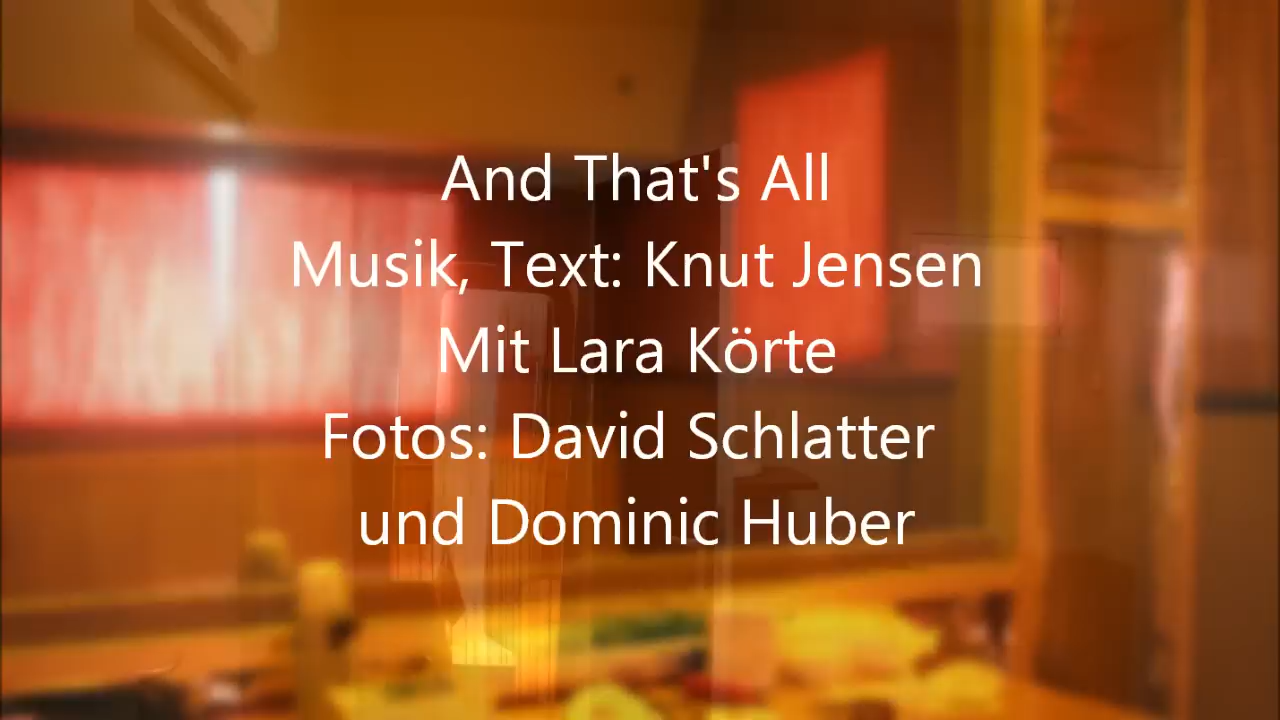 And That's All
Musik, Text: Knut Jensen
Mit Lara Körte
Fotos: David Schlatter
und Dominic Huber